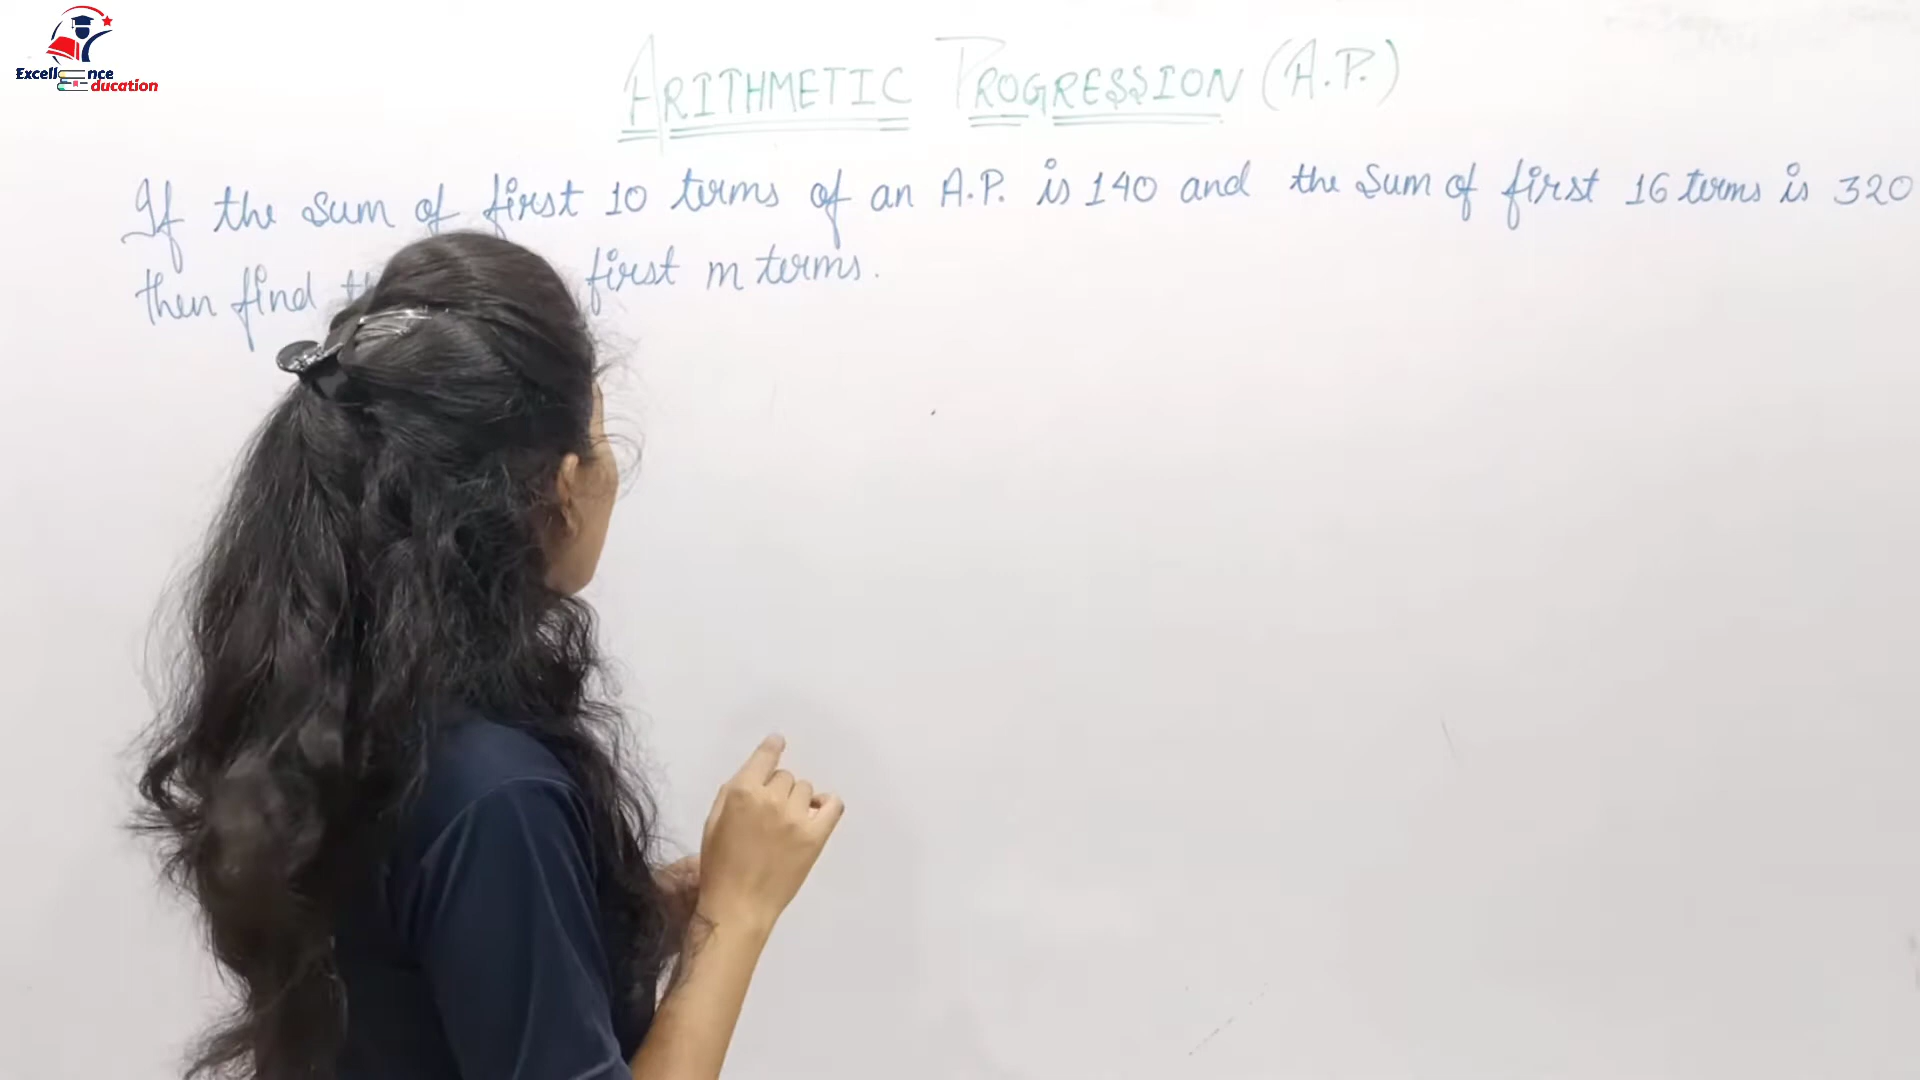 Excellence
Education
ARITHMETIC PROGRESSION (A.P.)
If the sum of first 10 terms of an A.P. is 140 and the sum of first 16 terms is 320
then find first m terms.